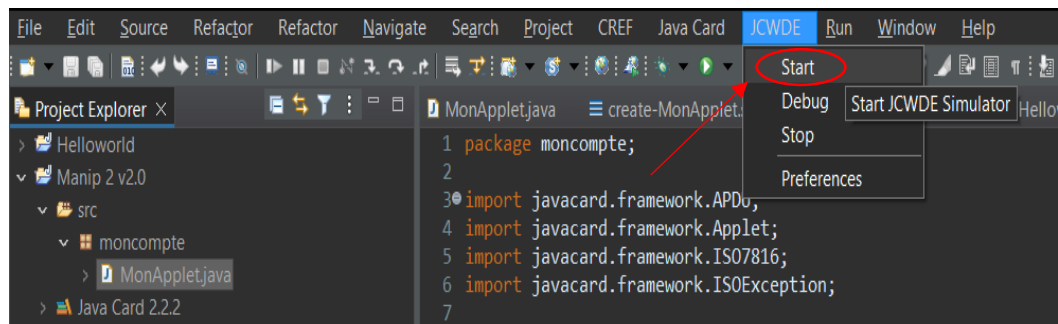 File Edit Source Refactor Refactor Navigate Search Project CREF Java Card JCWDE Run Window Help
Start
Project Explorer
MonApplet.java create-MonApplet. Debug Start JCWDE Simulator Hello
Helloworld
1 package moncompte;
Stop
Manip 2 v2.0
2
Preferences
src
3 import javacard.framework.APDU;
moncompte
4 import javacard.framework.Applet;
MonApplet.java
5 import javacard.framework.ISO7816;
Java Card 2.2.2
6 import javacard.framework.ISOException;
7